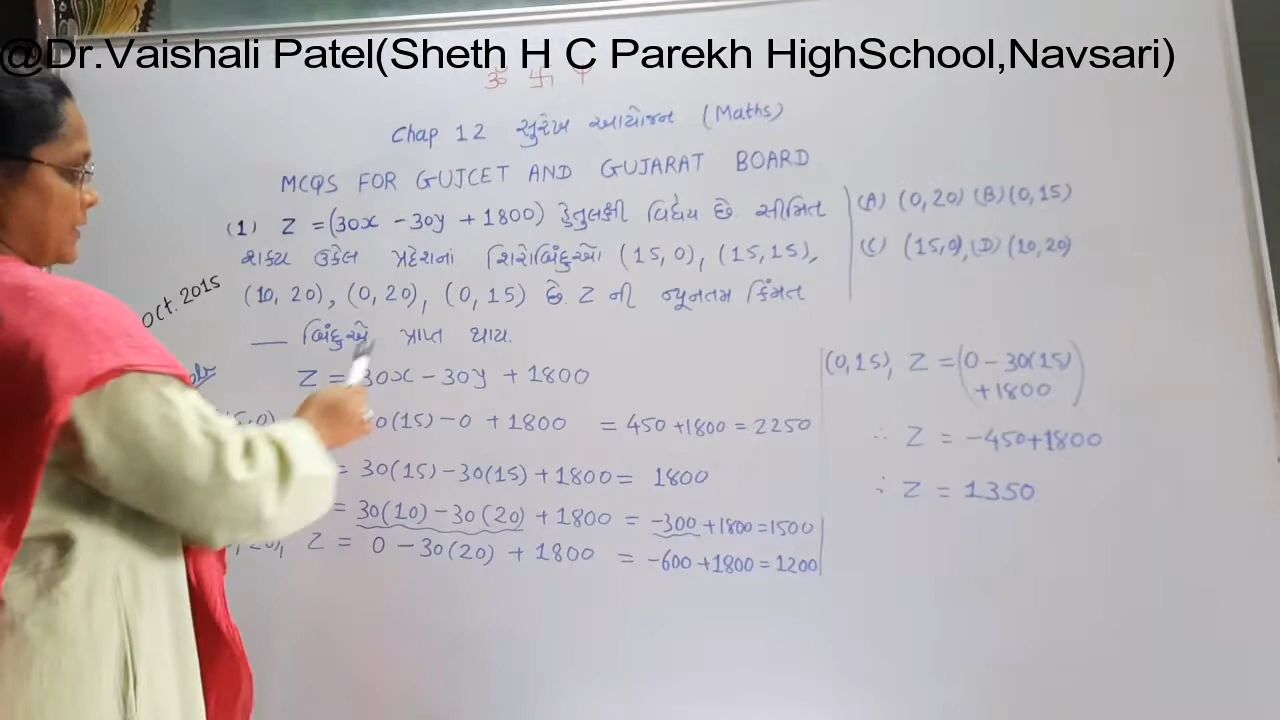 @Dr.Vaishali Patel(Sheth H C Parekh HighSchool,Navsari)
ૐ 卐
Chap 12 સુરેખ આયોજન (Maths)
MCQS FOR GUJCET AND GUJARAT BOARD
(1) Z = (30x - 30y + 1800) હેતુલક્ષી વિધેય છે. સીમિત
શક્ય ઉકેલ પ્રદેશનાં શિરોબિંદુઓ (15, 0), (15, 15),
(10, 20), (0, 20), (0, 15) છે. Z ની ન્યૂનતમ કિંમત
___ બિંદુએ પ્રાપ્ત થાય.
(A) (0, 20) (B) (0, 15)
(C) (15, 0), (D) (10, 20)
Oct. 2015
Z = 30x - 30y + 1800
0(15) - 0 + 1800 = 450 + 1800 = 2250
= 30(15) - 30(15) + 1800 = 1800
= 30(10) - 30(20) + 1800 = -300 + 1800 = 1500
Z = 0 - 30(20) + 1800 = -600 + 1800 = 1200
(0, 15), Z = (0 - 30(15)
+ 1800)
∴ Z = -450 + 1800
∴ Z = 1350